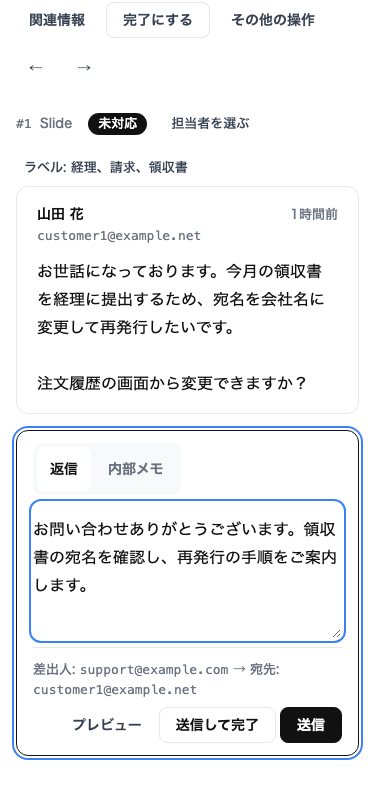 関連情報 完了にする その他の操作
← →
#1 Slide 未対応 担当者を選ぶ
ラベル: 経理、請求、領収書
山田 花 1時間前
customer1@example.net
お世話になっております。今月の領収書
を経理に提出するため、宛名を会社名に
変更して再発行したいです。
注文履歴の画面から変更できますか？
返信 内部メモ
お問い合わせありがとうございます。領収
書の宛名を確認し、再発行の手順をご案内
します。
差出人: support@example.com → 宛先:
customer1@example.net
プレビュー 送信して完了 送信